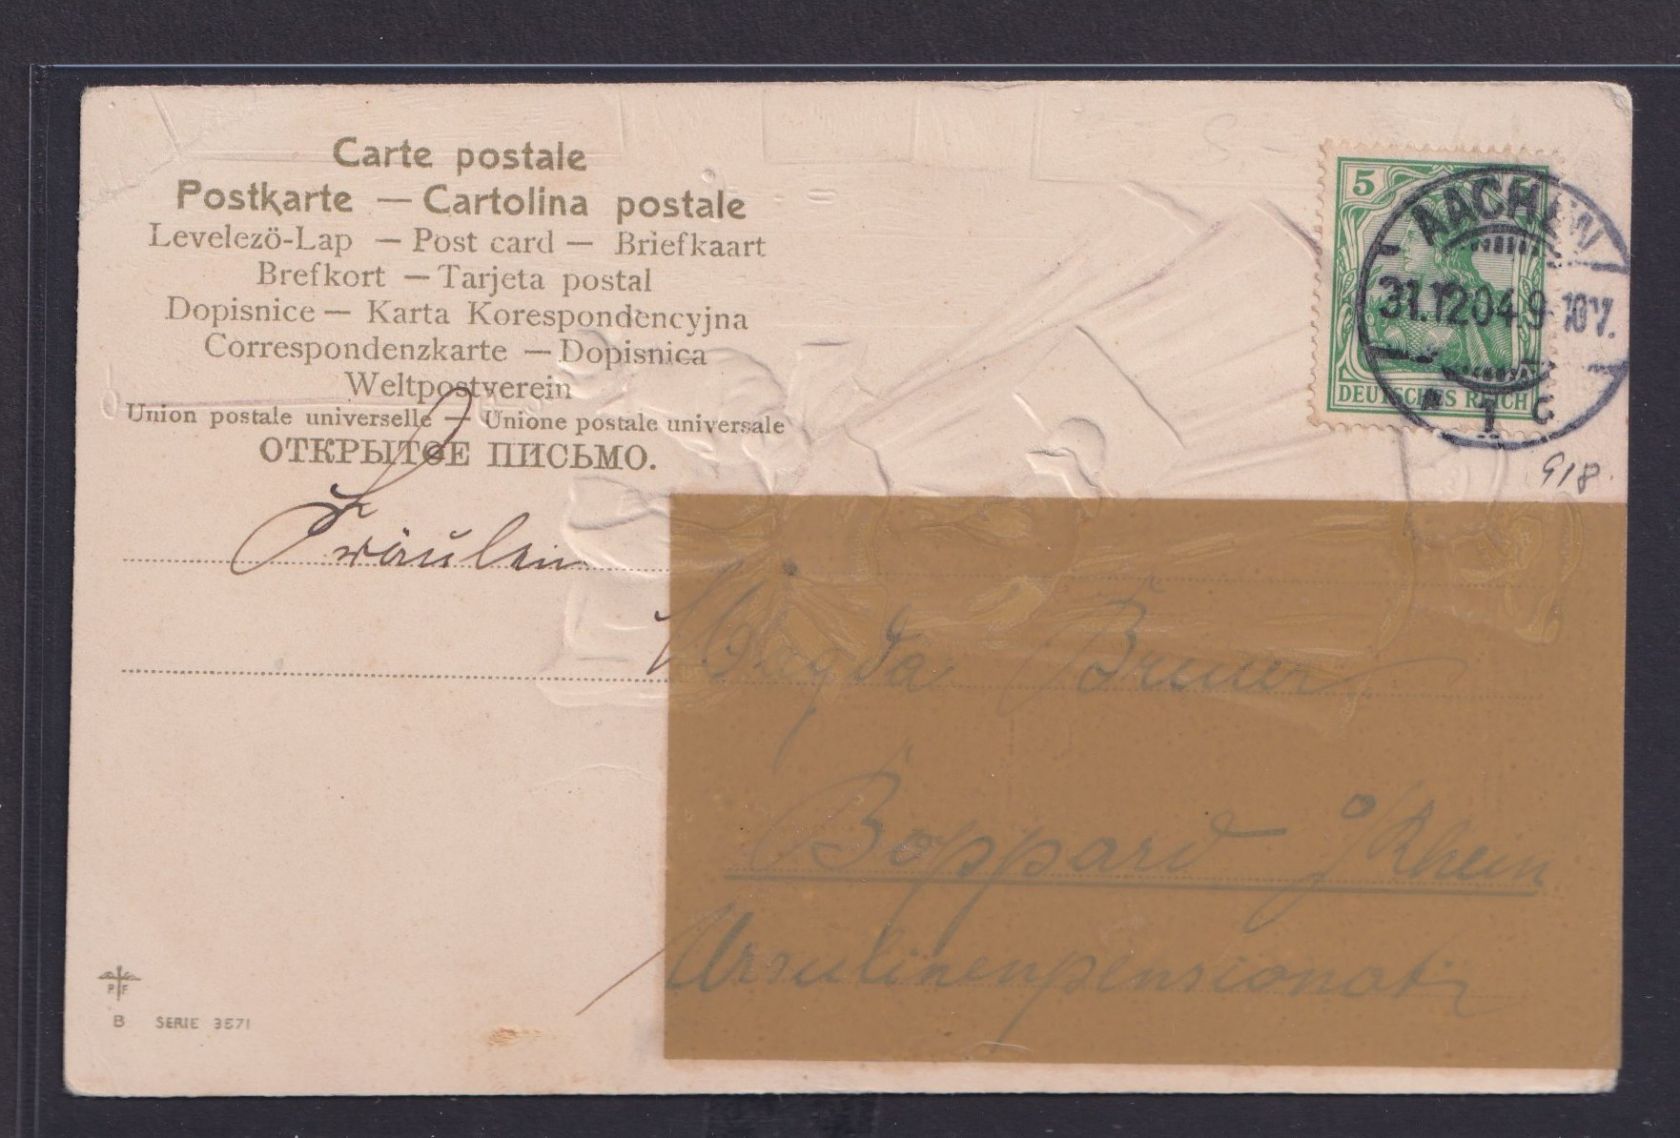 Carte postale
Postkarte — Cartolina postale
Levelezö-Lap — Post card — Briefkaart
Brefkort — Tarjeta postal
Dopisnice — Karta Korespondencyjna
Correspondenzkarte — Dopisnica
Weltpostverein
Union postale universelle — Unione postale universale
ОТКРЫТОЕ ПИСЬМО.
5
DEUTSCHES REICH
AACHEN
31.12.04.9-10V.
1 c
918.
Fräulein
Magda
Boppard a/Rhein
Ursulinenpensionat
PF
B SERIE 3571